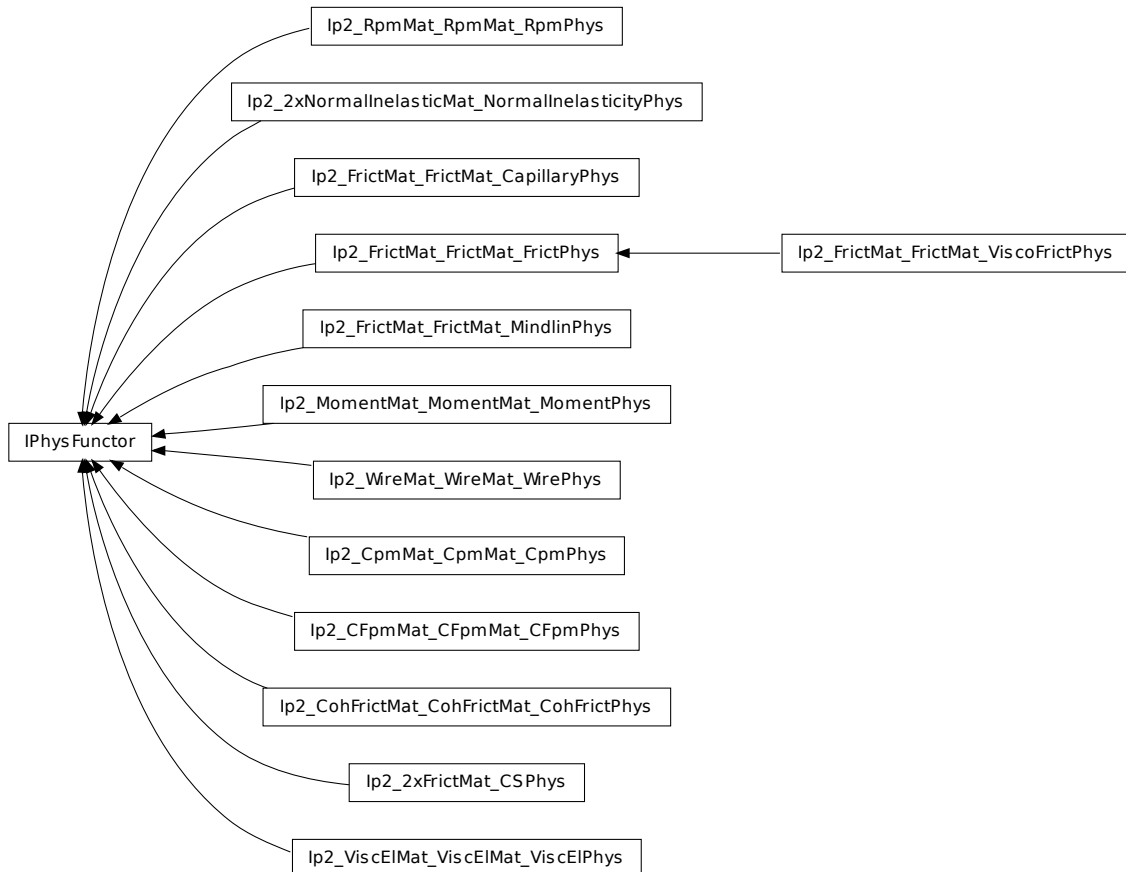 Ip2_RpmMat_RpmMat_RpmPhys
Ip2_2xNormalInelasticMat_NormalInelasticityPhys
Ip2_FrictMat_FrictMat_CapillaryPhys
Ip2_FrictMat_FrictMat_FrictPhys
Ip2_FrictMat_FrictMat_ViscoFrictPhys
Ip2_FrictMat_FrictMat_MindlinPhys
Ip2_MomentMat_MomentMat_MomentPhys
IPhysFunctor
Ip2_WireMat_WireMat_WirePhys
Ip2_CpmMat_CpmMat_CpmPhys
Ip2_CFpmMat_CFpmMat_CFpmPhys
Ip2_CohFrictMat_CohFrictMat_CohFrictPhys
Ip2_2xFrictMat_CSPhys
Ip2_ViscElMat_ViscElMat_ViscElPhys